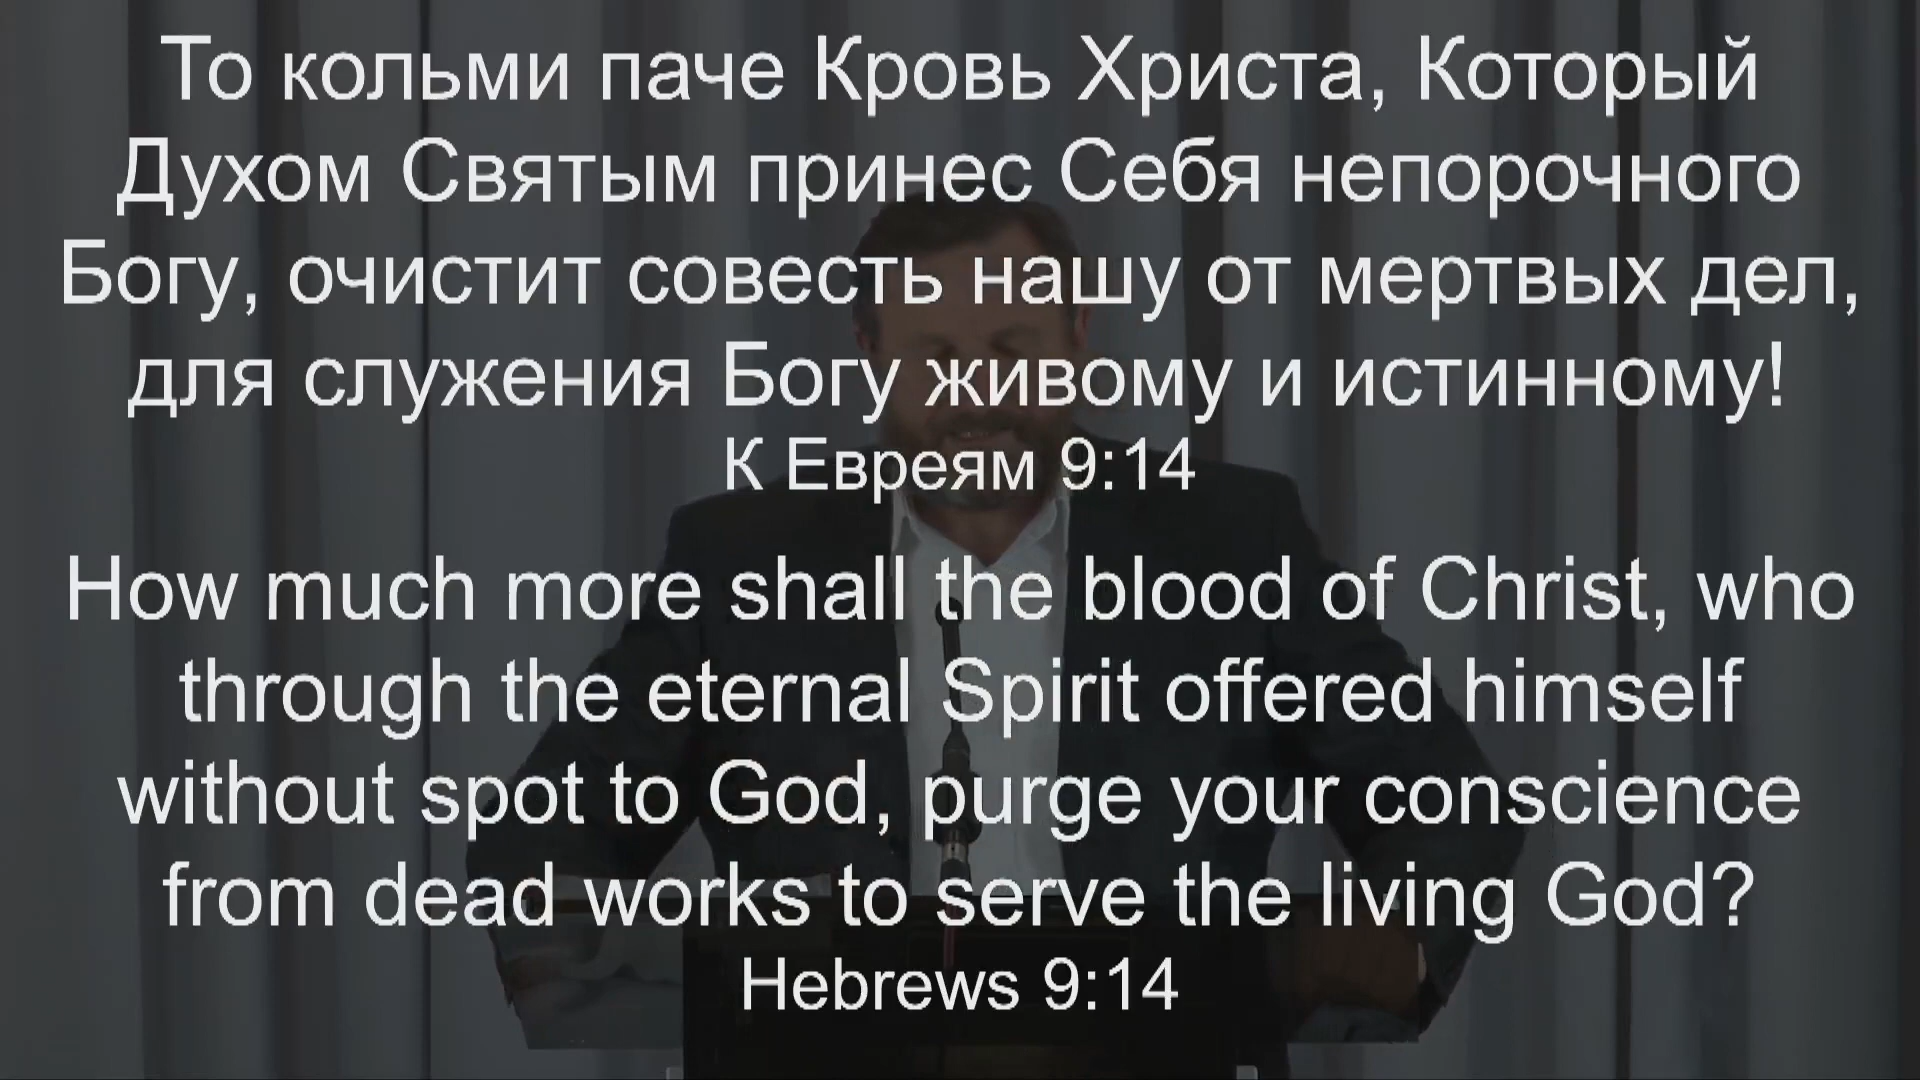 То кольми паче Кровь Христа, Который
Духом Святым принес Себя непорочного
Богу, очистит совесть нашу от мертвых дел,
для служения Богу живому и истинному!
К Евреям 9:14
How much more shall the blood of Christ, who
through the eternal Spirit offered himself
without spot to God, purge your conscience
from dead works to serve the living God?
Hebrews 9:14